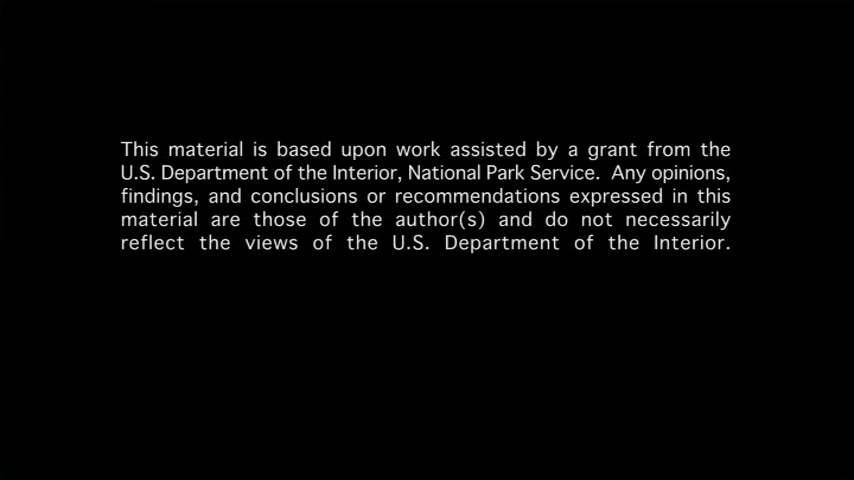 This material is based upon work assisted by a grant from the
U.S. Department of the Interior, National Park Service. Any opinions,
findings, and conclusions or recommendations expressed in this
material are those of the author(s) and do not necessarily
reflect the views of the U.S. Department of the Interior.